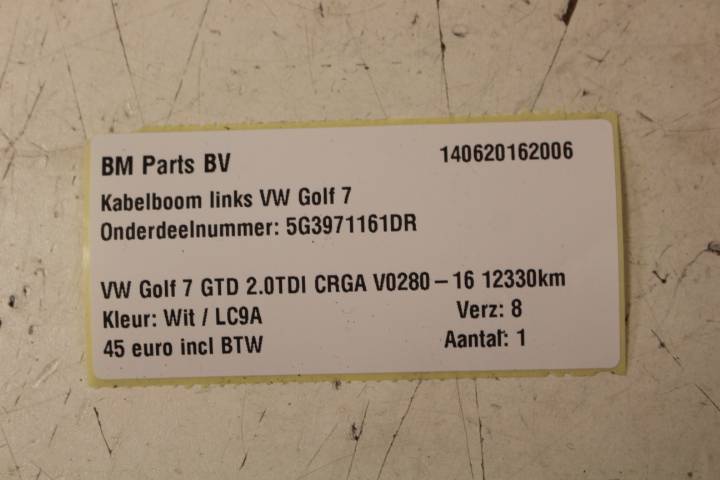 BM Parts BV 140620162006
Kabelboom links VW Golf 7
Onderdeelnummer: 5G3971161DR
VW Golf 7 GTD 2.0TDI CRGA V0280-16 12330km
Kleur: Wit / LC9A Verz: 8
45 euro incl BTW Aantal: 1